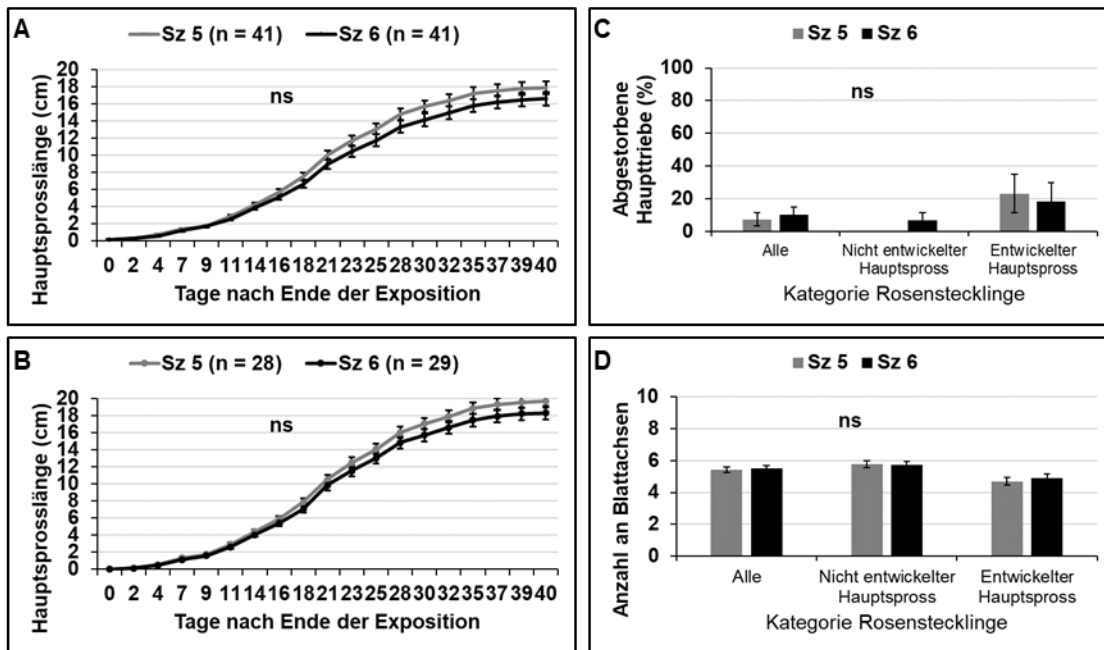 A
Sz 5 (n = 41) Sz 6 (n = 41)
Hauptsprosslänge (cm)
20
18
16
14
12
10
8
6
4
2
0
ns
0 2 4 7 9 11 14 16 18 21 23 25 28 30 32 35 37 39 40
Tage nach Ende der Exposition
B
Sz 5 (n = 28) Sz 6 (n = 29)
Hauptsprosslänge (cm)
20
18
16
14
12
10
8
6
4
2
0
ns
0 2 4 7 9 11 14 16 18 21 23 25 28 30 32 35 37 39 40
Tage nach Ende der Exposition
C
Sz 5 Sz 6
Abgestorbene
Haupttriebe (%)
100
80
60
40
20
0
ns
Alle
Nicht entwickelter
Hauptspross
Entwickelter
Hauptspross
Kategorie Rosenstecklinge
D
Sz 5 Sz 6
Anzahl an Blattachsen
10
8
6
4
2
0
ns
Alle
Nicht entwickelter
Hauptspross
Entwickelter
Hauptspross
Kategorie Rosenstecklinge